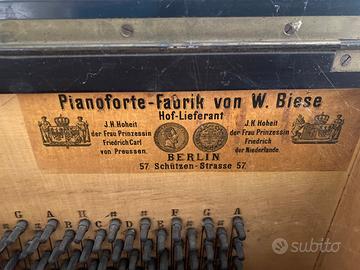 Pianoforte-Fabrik von W. Biese
Hof-Lieferant
J. H. Hoheit
der Frau Prinzessin
Friedrich Carl
von Preussen.
J. K. Hoheit
der Frau Prinzessin
Friedrich
der Niederlande.
BERLIN
57 Schützen-Strasse 57
G A H C F G A
subito